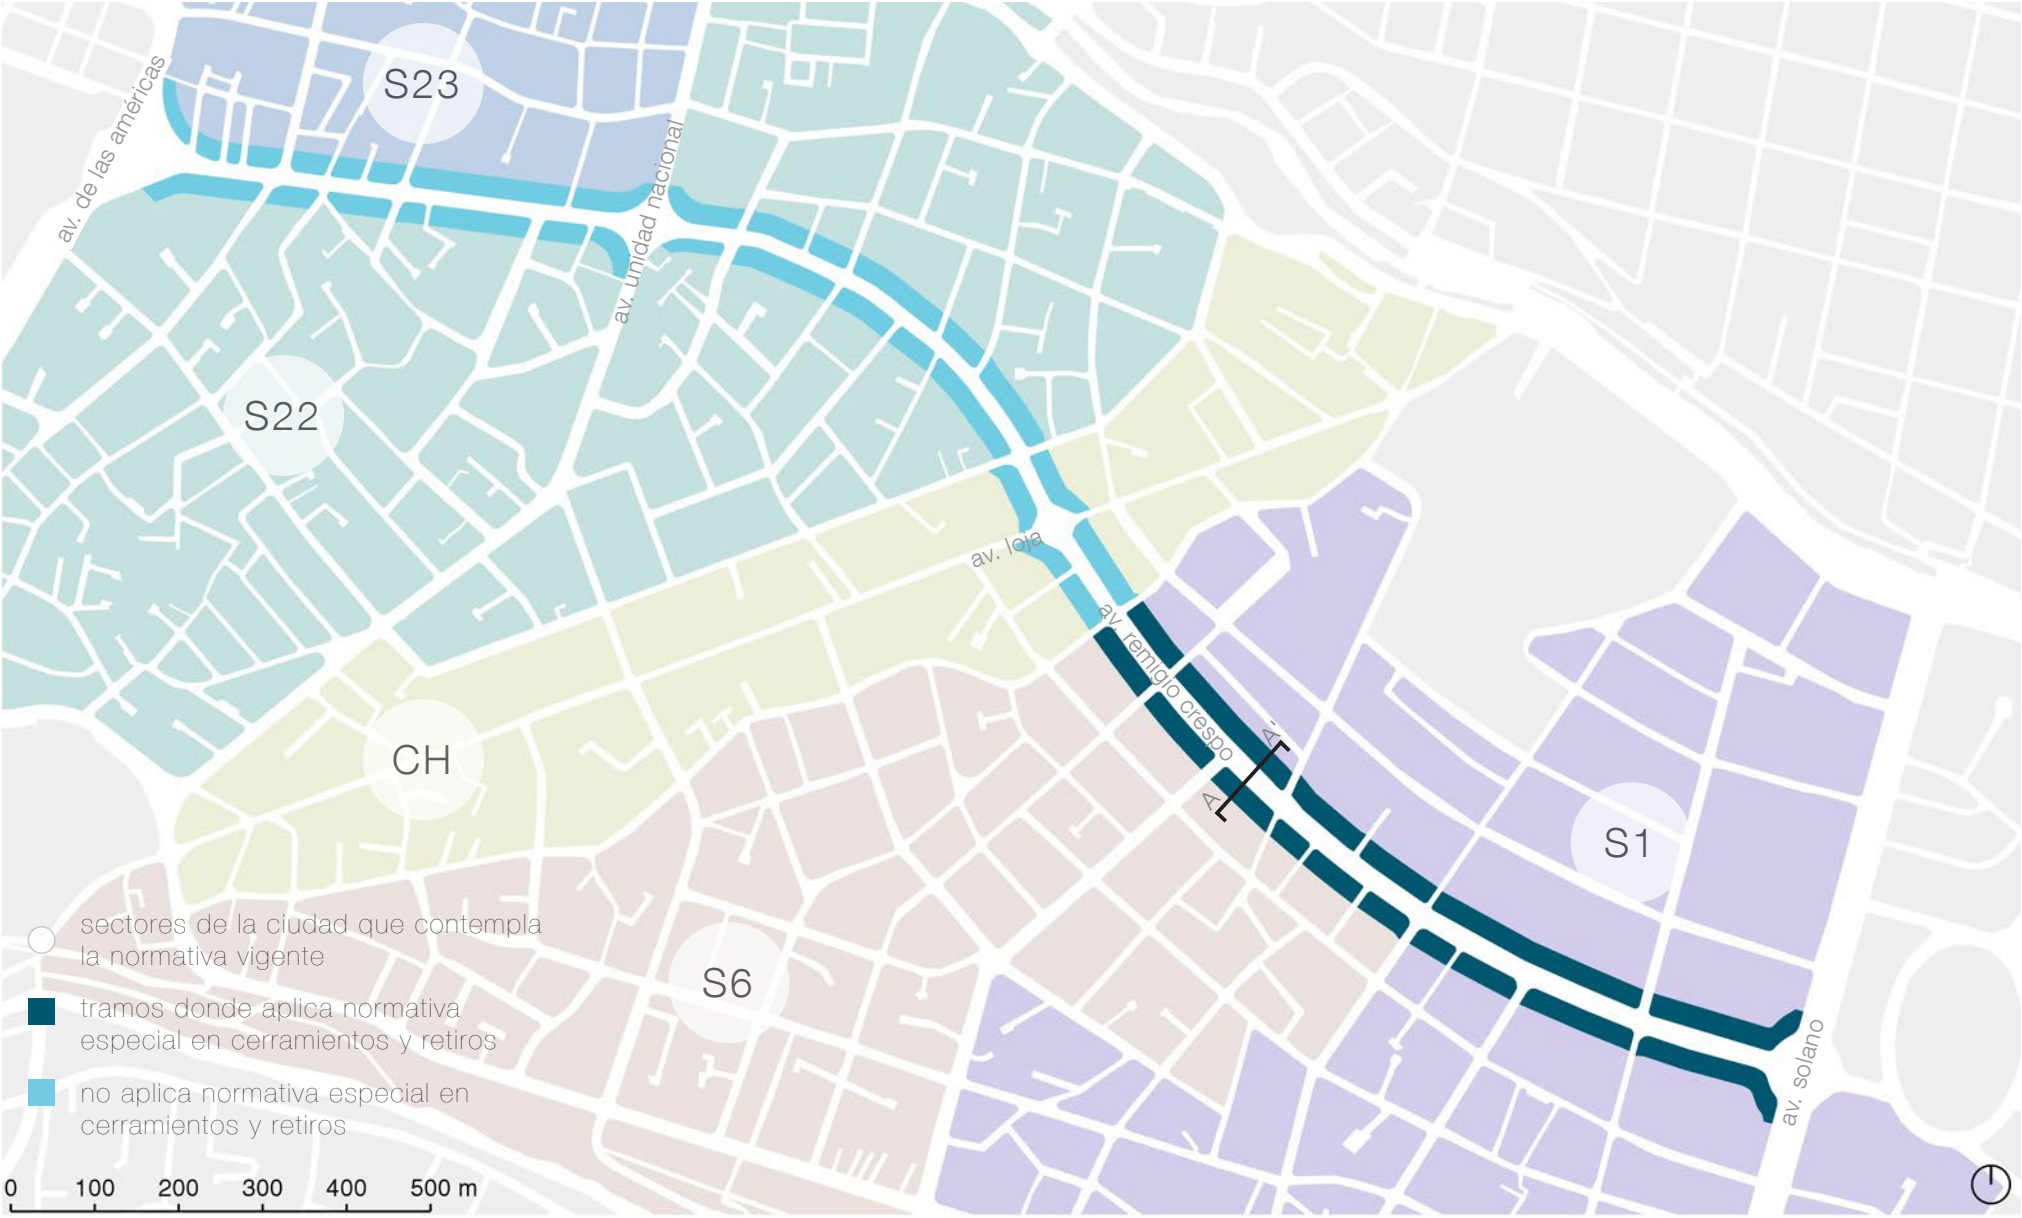 S23
av. de las américas
av. unidad nacional
S22
av. loja
av. remigio crespo
A'
A
CH
S1
S6
av. solano
sectores de la ciudad que contempla
la normativa vigente
tramos donde aplica normativa
especial en cerramientos y retiros
no aplica normativa especial en
cerramientos y retiros
0 100 200 300 400 500 m